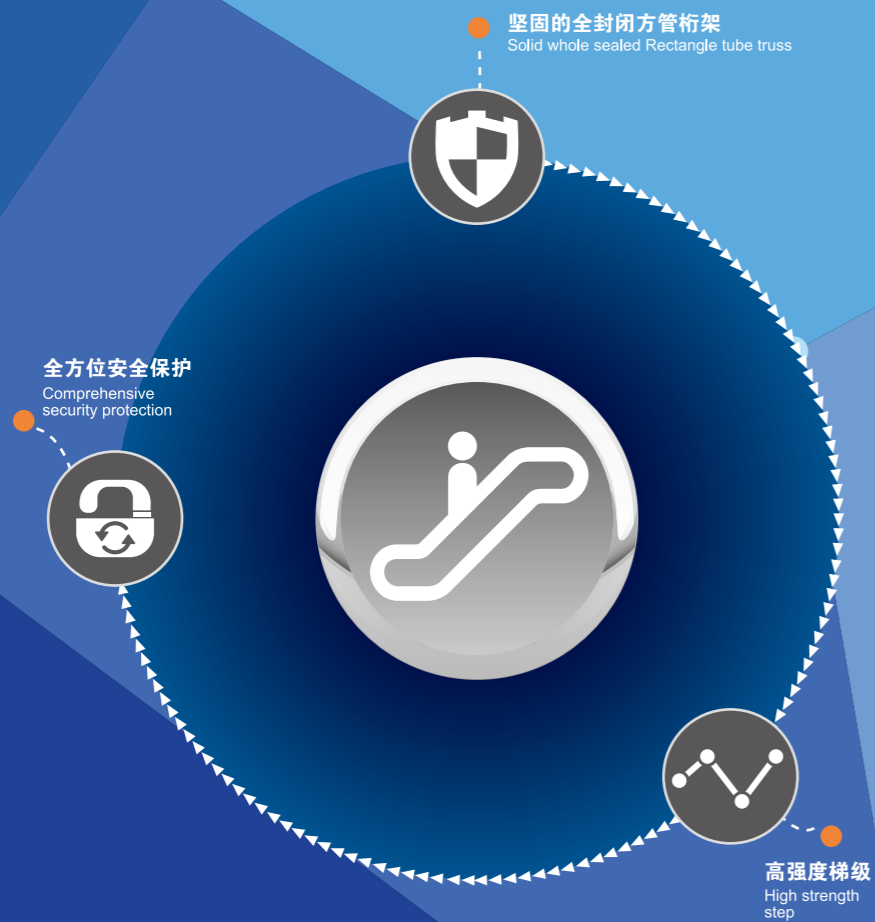 坚固的全封闭方管桁架
Solid whole sealed Rectangle tube truss
全方位安全保护
Comprehensive
security protection
高强度梯级
High strength
step